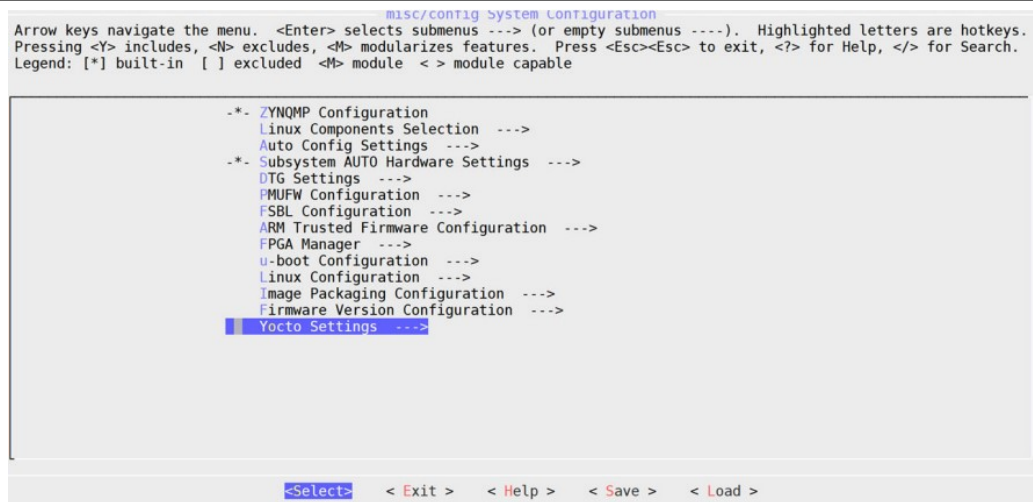 misc/config System Configuration
Arrow keys navigate the menu.  <Enter> selects submenus ---> (or empty submenus ----).  Highlighted letters are hotkeys.
Pressing <Y> includes, <N> excludes, <M> modularizes features.  Press <Esc><Esc> to exit, <?> for Help, </> for Search.
Legend: [*] built-in  [ ] excluded  <M> module  < > module capable
-*- ZYNQMP Configuration
Linux Components Selection  --->
Auto Config Settings  --->
-*- Subsystem AUTO Hardware Settings  --->
DTG Settings  --->
PMUFW Configuration  --->
FSBL Configuration  --->
ARM Trusted Firmware Configuration  --->
FPGA Manager  --->
u-boot Configuration  --->
Linux Configuration  --->
Image Packaging Configuration  --->
Firmware Version Configuration  --->
Yocto Settings  --->
<Select>    < Exit >    < Help >    < Save >    < Load >